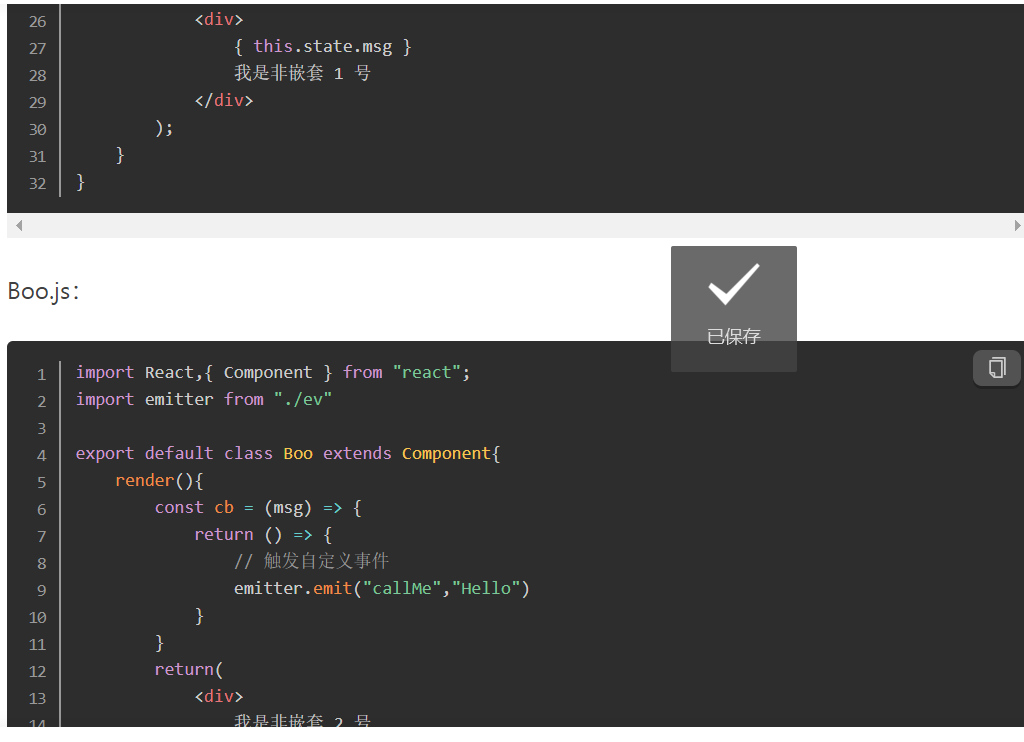 26 <div>
27 { this.state.msg }
28 我是非嵌套 1 号
29 </div>
30 );
31 }
32 }
Boo.js：
已保存
1 import React,{ Component } from "react";
2 import emitter from "./ev"
3
4 export default class Boo extends Component{
5 render(){
6 const cb = (msg) => {
7 return () => {
8 // 触发自定义事件
9 emitter.emit("callMe","Hello")
10 }
11 }
12 return(
13 <div>
14 我是非嵌套 2 号